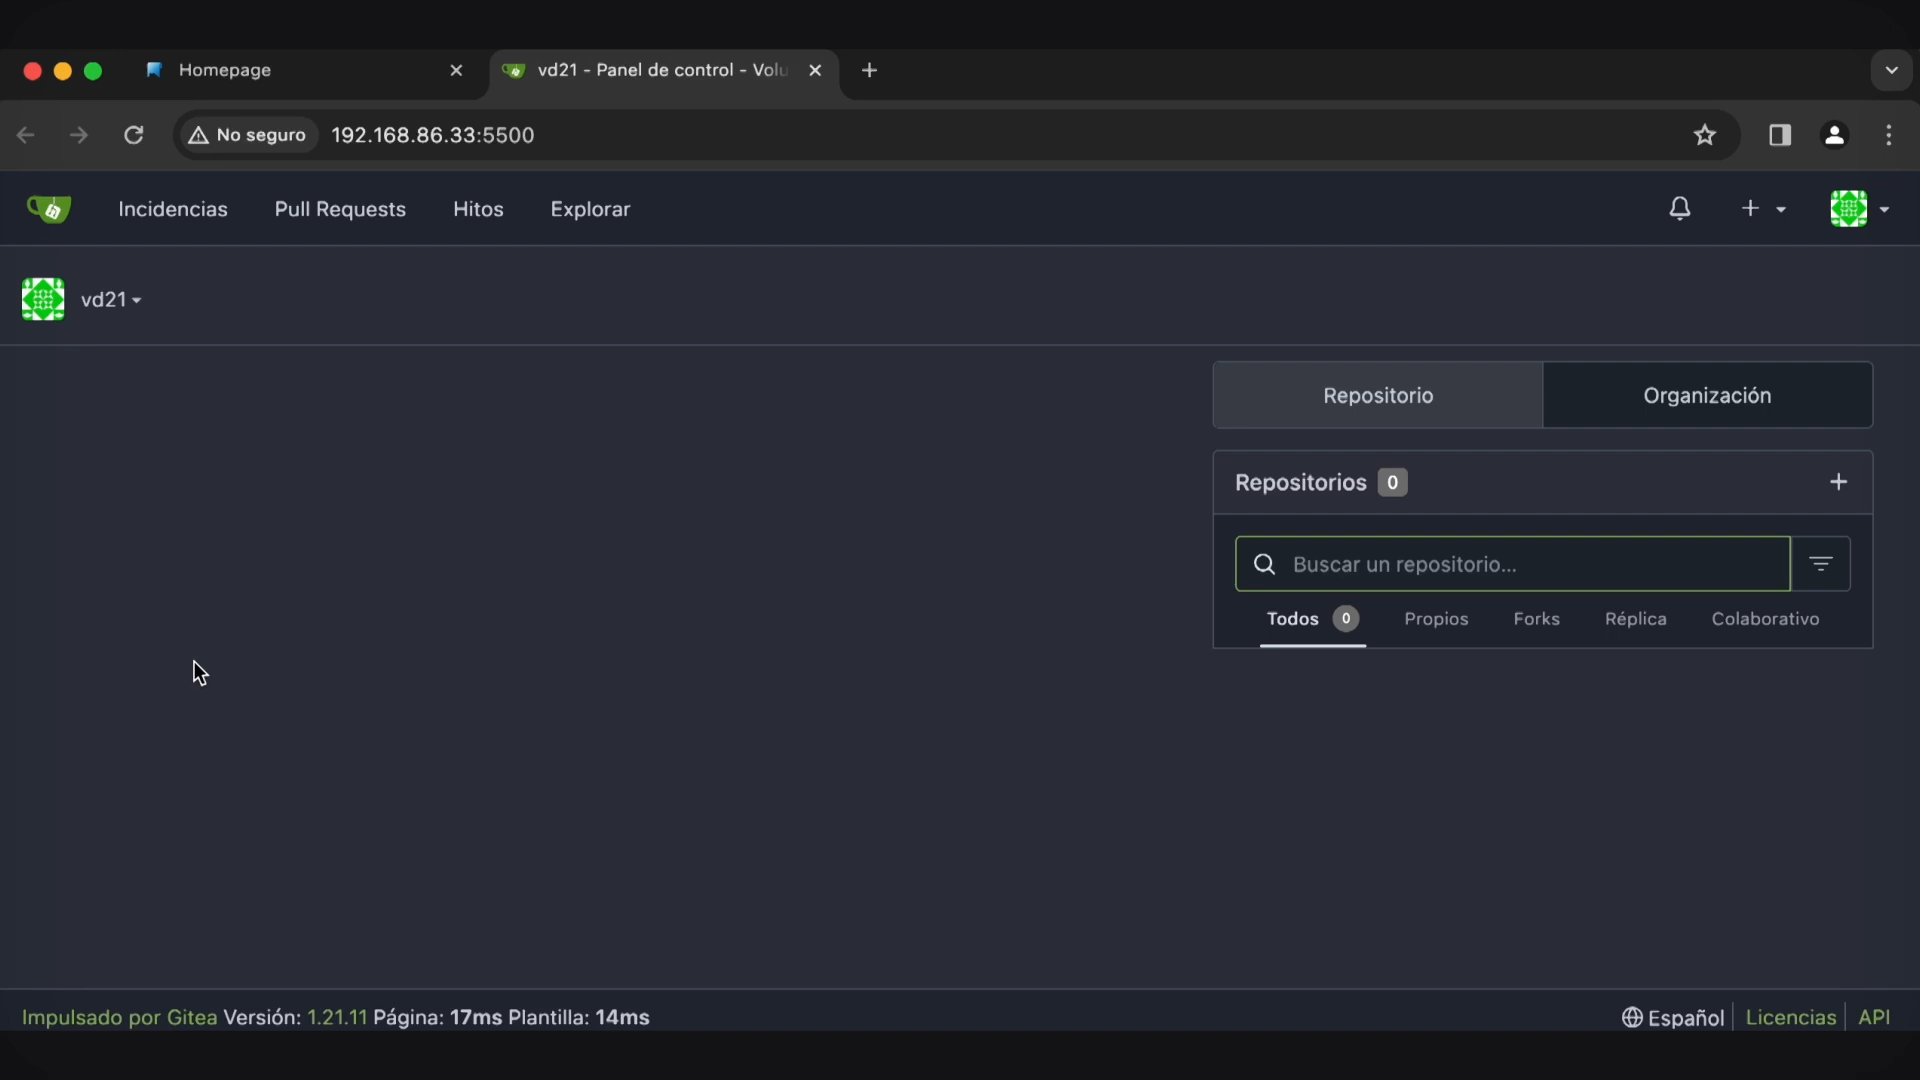 Homepage
vd21 - Panel de control - Volu
No seguro 192.168.86.33:5500
Incidencias Pull Requests Hitos Explorar
vd21
Repositorio Organización
Repositorios 0
Buscar un repositorio...
Todos 0 Propios Forks Réplica Colaborativo
Impulsado por Gitea Versión: 1.21.11 Página: 17ms Plantilla: 14ms
Español Licencias API